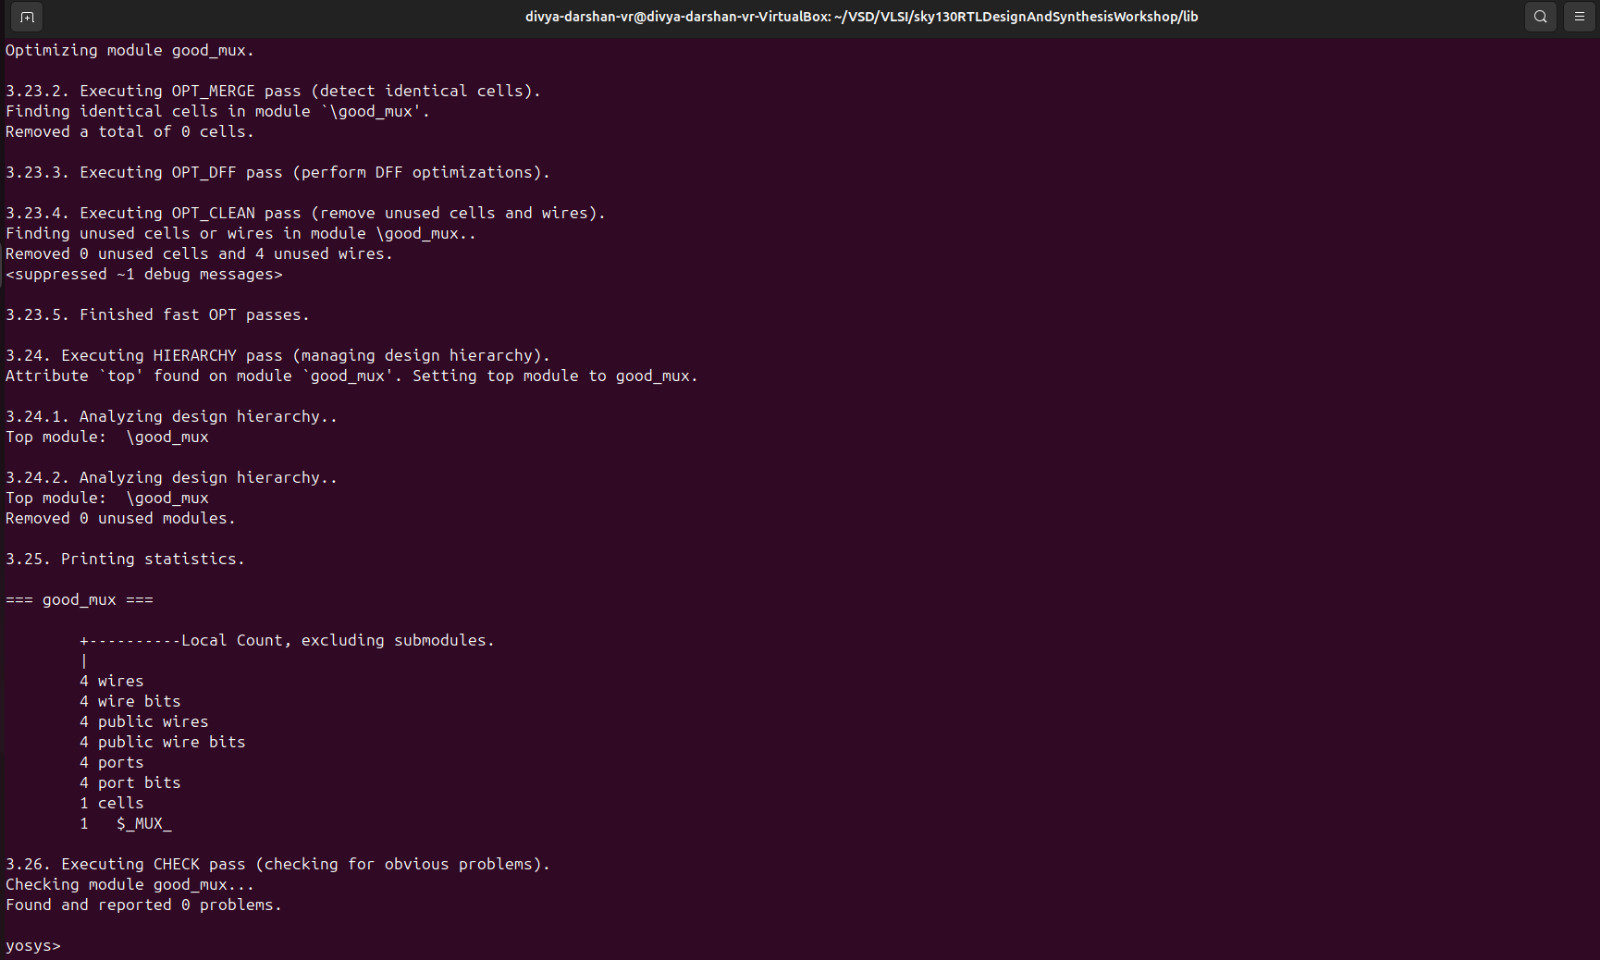 divya-darshan-vr@divya-darshan-vr-VirtualBox: ~/VSD/VLSI/sky130RTLDesignAndSynthesisWorkshop/lib
Optimizing module good_mux.
3.23.2. Executing OPT_MERGE pass (detect identical cells).
Finding identical cells in module `\good_mux'.
Removed a total of 0 cells.
3.23.3. Executing OPT_DFF pass (perform DFF optimizations).
3.23.4. Executing OPT_CLEAN pass (remove unused cells and wires).
Finding unused cells or wires in module \good_mux..
Removed 0 unused cells and 4 unused wires.
<suppressed ~1 debug messages>
3.23.5. Finished fast OPT passes.
3.24. Executing HIERARCHY pass (managing design hierarchy).
Attribute `top' found on module `good_mux'. Setting top module to good_mux.
3.24.1. Analyzing design hierarchy..
Top module:  \good_mux
3.24.2. Analyzing design hierarchy..
Top module:  \good_mux
Removed 0 unused modules.
3.25. Printing statistics.
=== good_mux ===
+----------Local Count, excluding submodules.
|
4 wires
4 wire bits
4 public wires
4 public wire bits
4 ports
4 port bits
1 cells
1   $_MUX_
3.26. Executing CHECK pass (checking for obvious problems).
Checking module good_mux...
Found and reported 0 problems.
yosys>